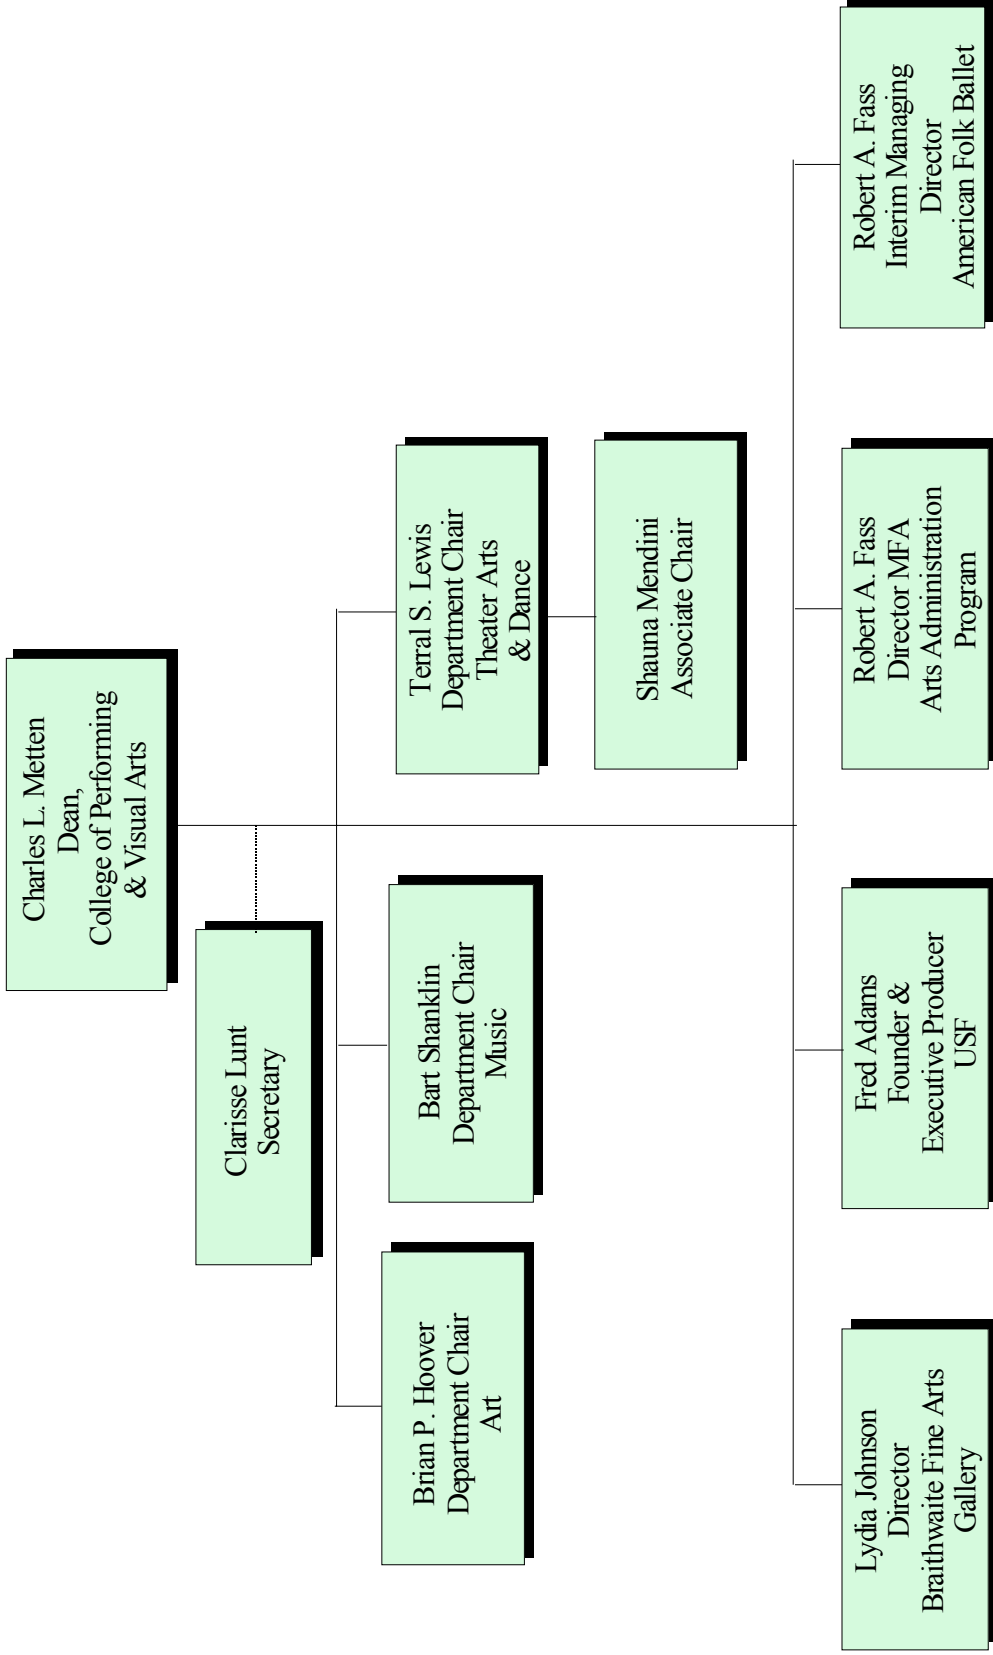 Charles L. Metten
Dean,
College of Performing
& Visual Arts
Clarisse Lunt
Secretary
Brian P. Hoover
Department Chair
Art
Bart Shanklin
Department Chair
Music
Terral S. Lewis
Department Chair
Theater Arts
& Dance
Shauna Mendini
Associate Chair
Lydia Johnson
Director
Braithwaite Fine Arts
Gallery
Fred Adams
Founder &
Executive Producer
USF
Robert A. Fass
Director MFA
Arts Administration
Program
Robert A. Fass
Interim Managing
Director
American Folk Ballet